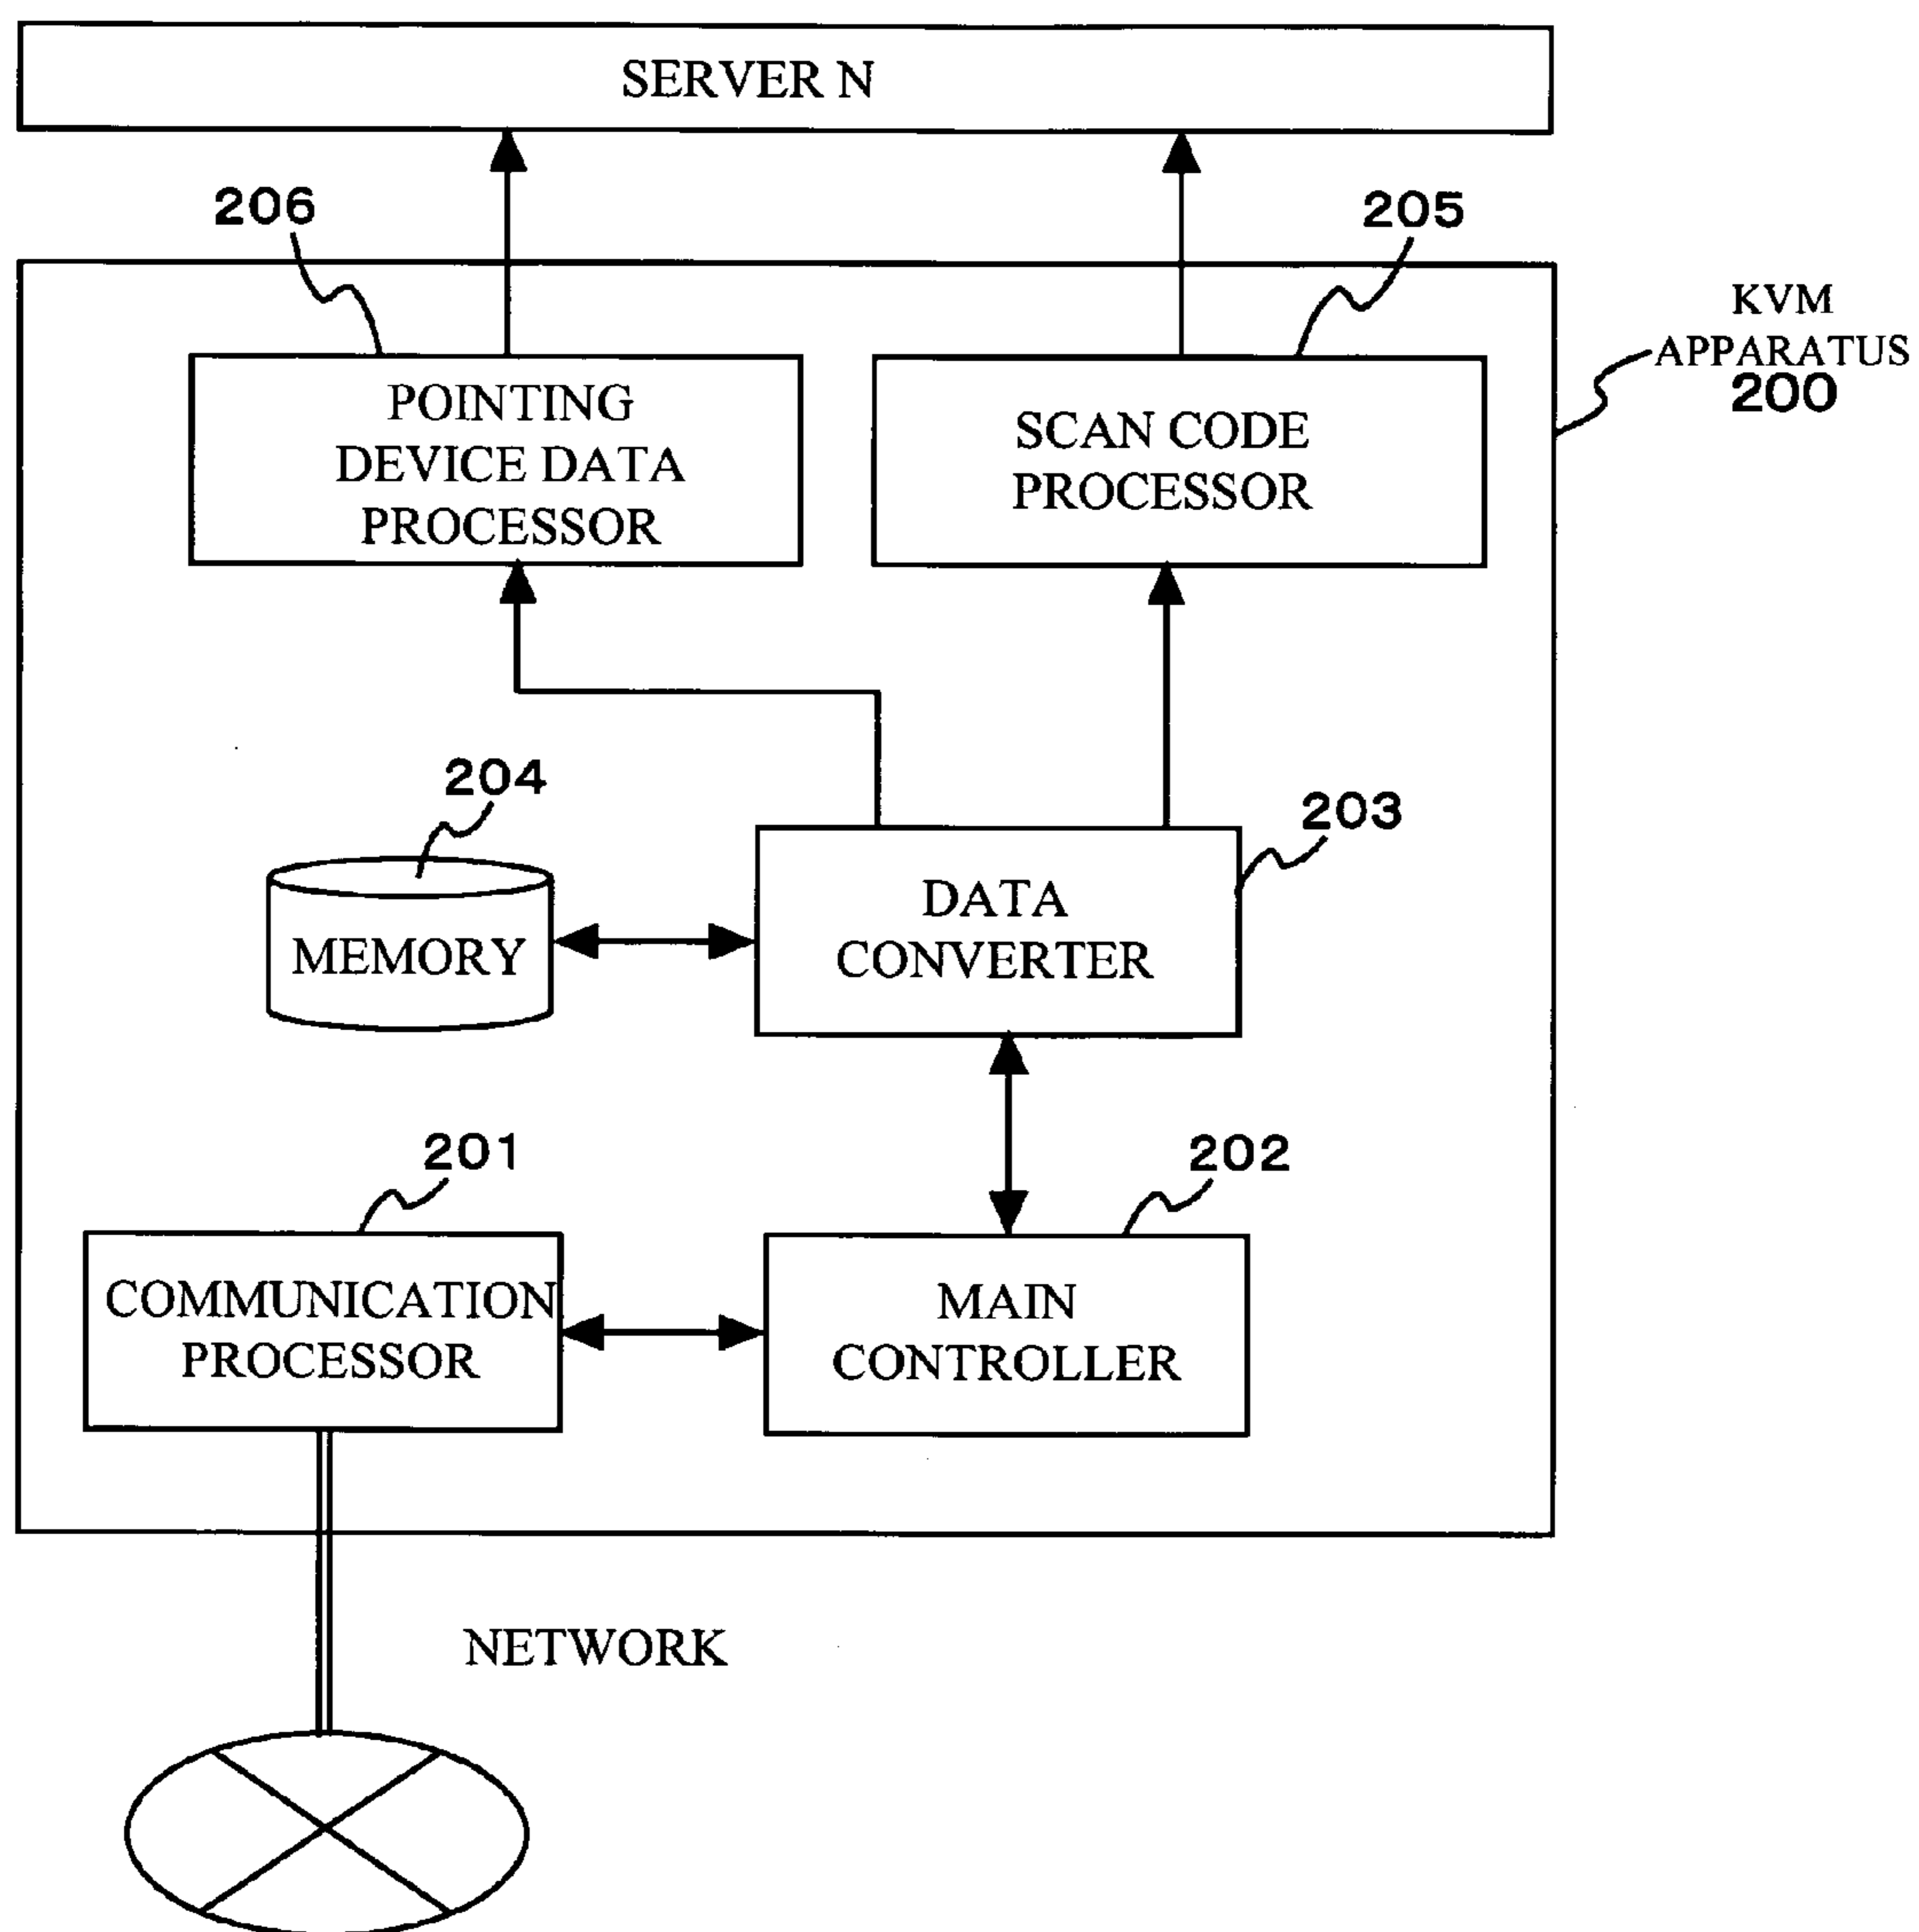 SERVER N
206
205
KVM
APPARATUS
200
POINTING
DEVICE DATA
PROCESSOR
SCAN CODE
PROCESSOR
204
203
MEMORY
DATA
CONVERTER
201
202
COMMUNICATION
PROCESSOR
MAIN
CONTROLLER
NETWORK